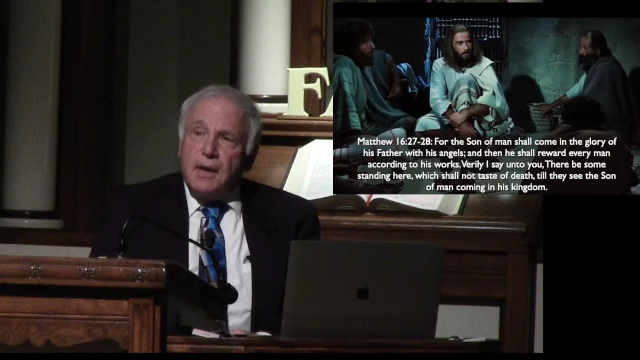 F
Matthew 16:27-28: For the Son of man shall come in the glory of
his Father with his angels; and then he shall reward every man
according to his works. Verily I say unto you, There be some
standing here, which shall not taste of death, till they see the Son
of man coming in his kingdom.